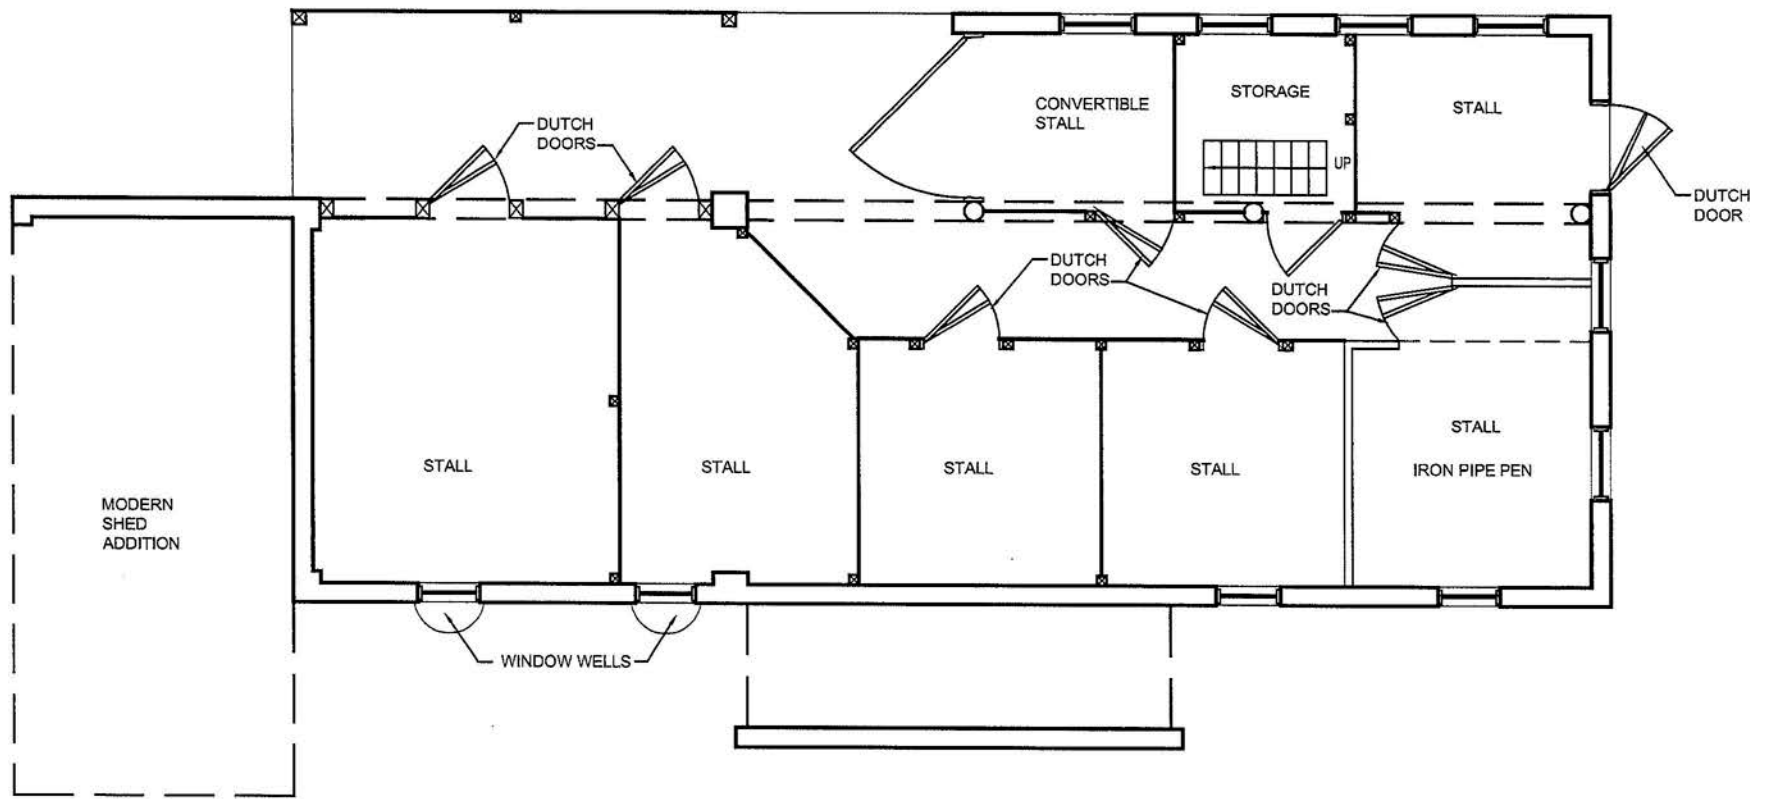 CONVERTIBLE
STALL
STORAGE
STALL
DUTCH
DOORS
UP
DUTCH
DOOR
DUTCH
DOORS
DUTCH
DOORS
STALL
STALL
STALL
STALL
STALL
IRON PIPE PEN
MODERN
SHED
ADDITION
WINDOW WELLS